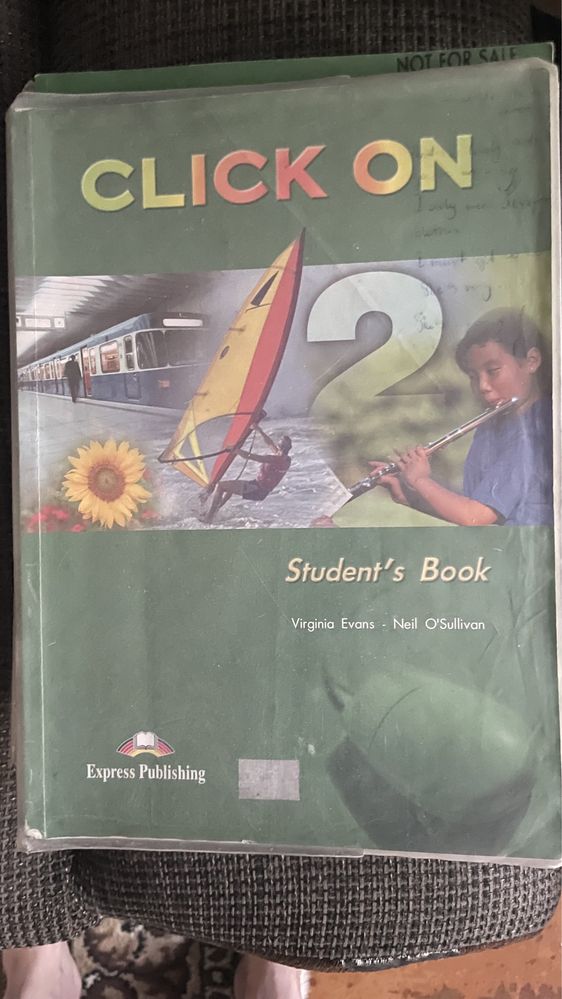 NOT FOR SALE
CLICK ON
2
Student's Book
Virginia Evans - Neil O'Sullivan
Express Publishing